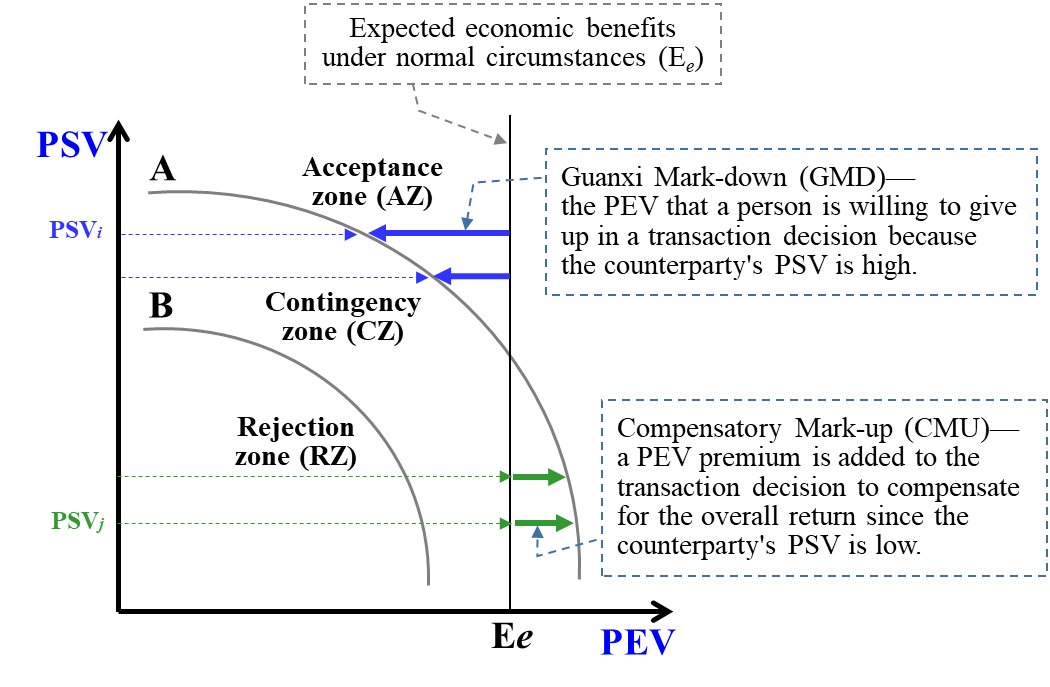 Expected economic benefits
under normal circumstances (Ee)
PSV
A
Acceptance
zone (AZ)
PSVi
Guanxi Mark-down (GMD)—
the PEV that a person is willing to give
up in a transaction decision because
the counterparty's PSV is high.
B
Contingency
zone (CZ)
Rejection
zone (RZ)
Compensatory Mark-up (CMU)—
a PEV premium is added to the
transaction decision to compensate
for the overall return since the
counterparty's PSV is low.
PSVj
Ee
PEV